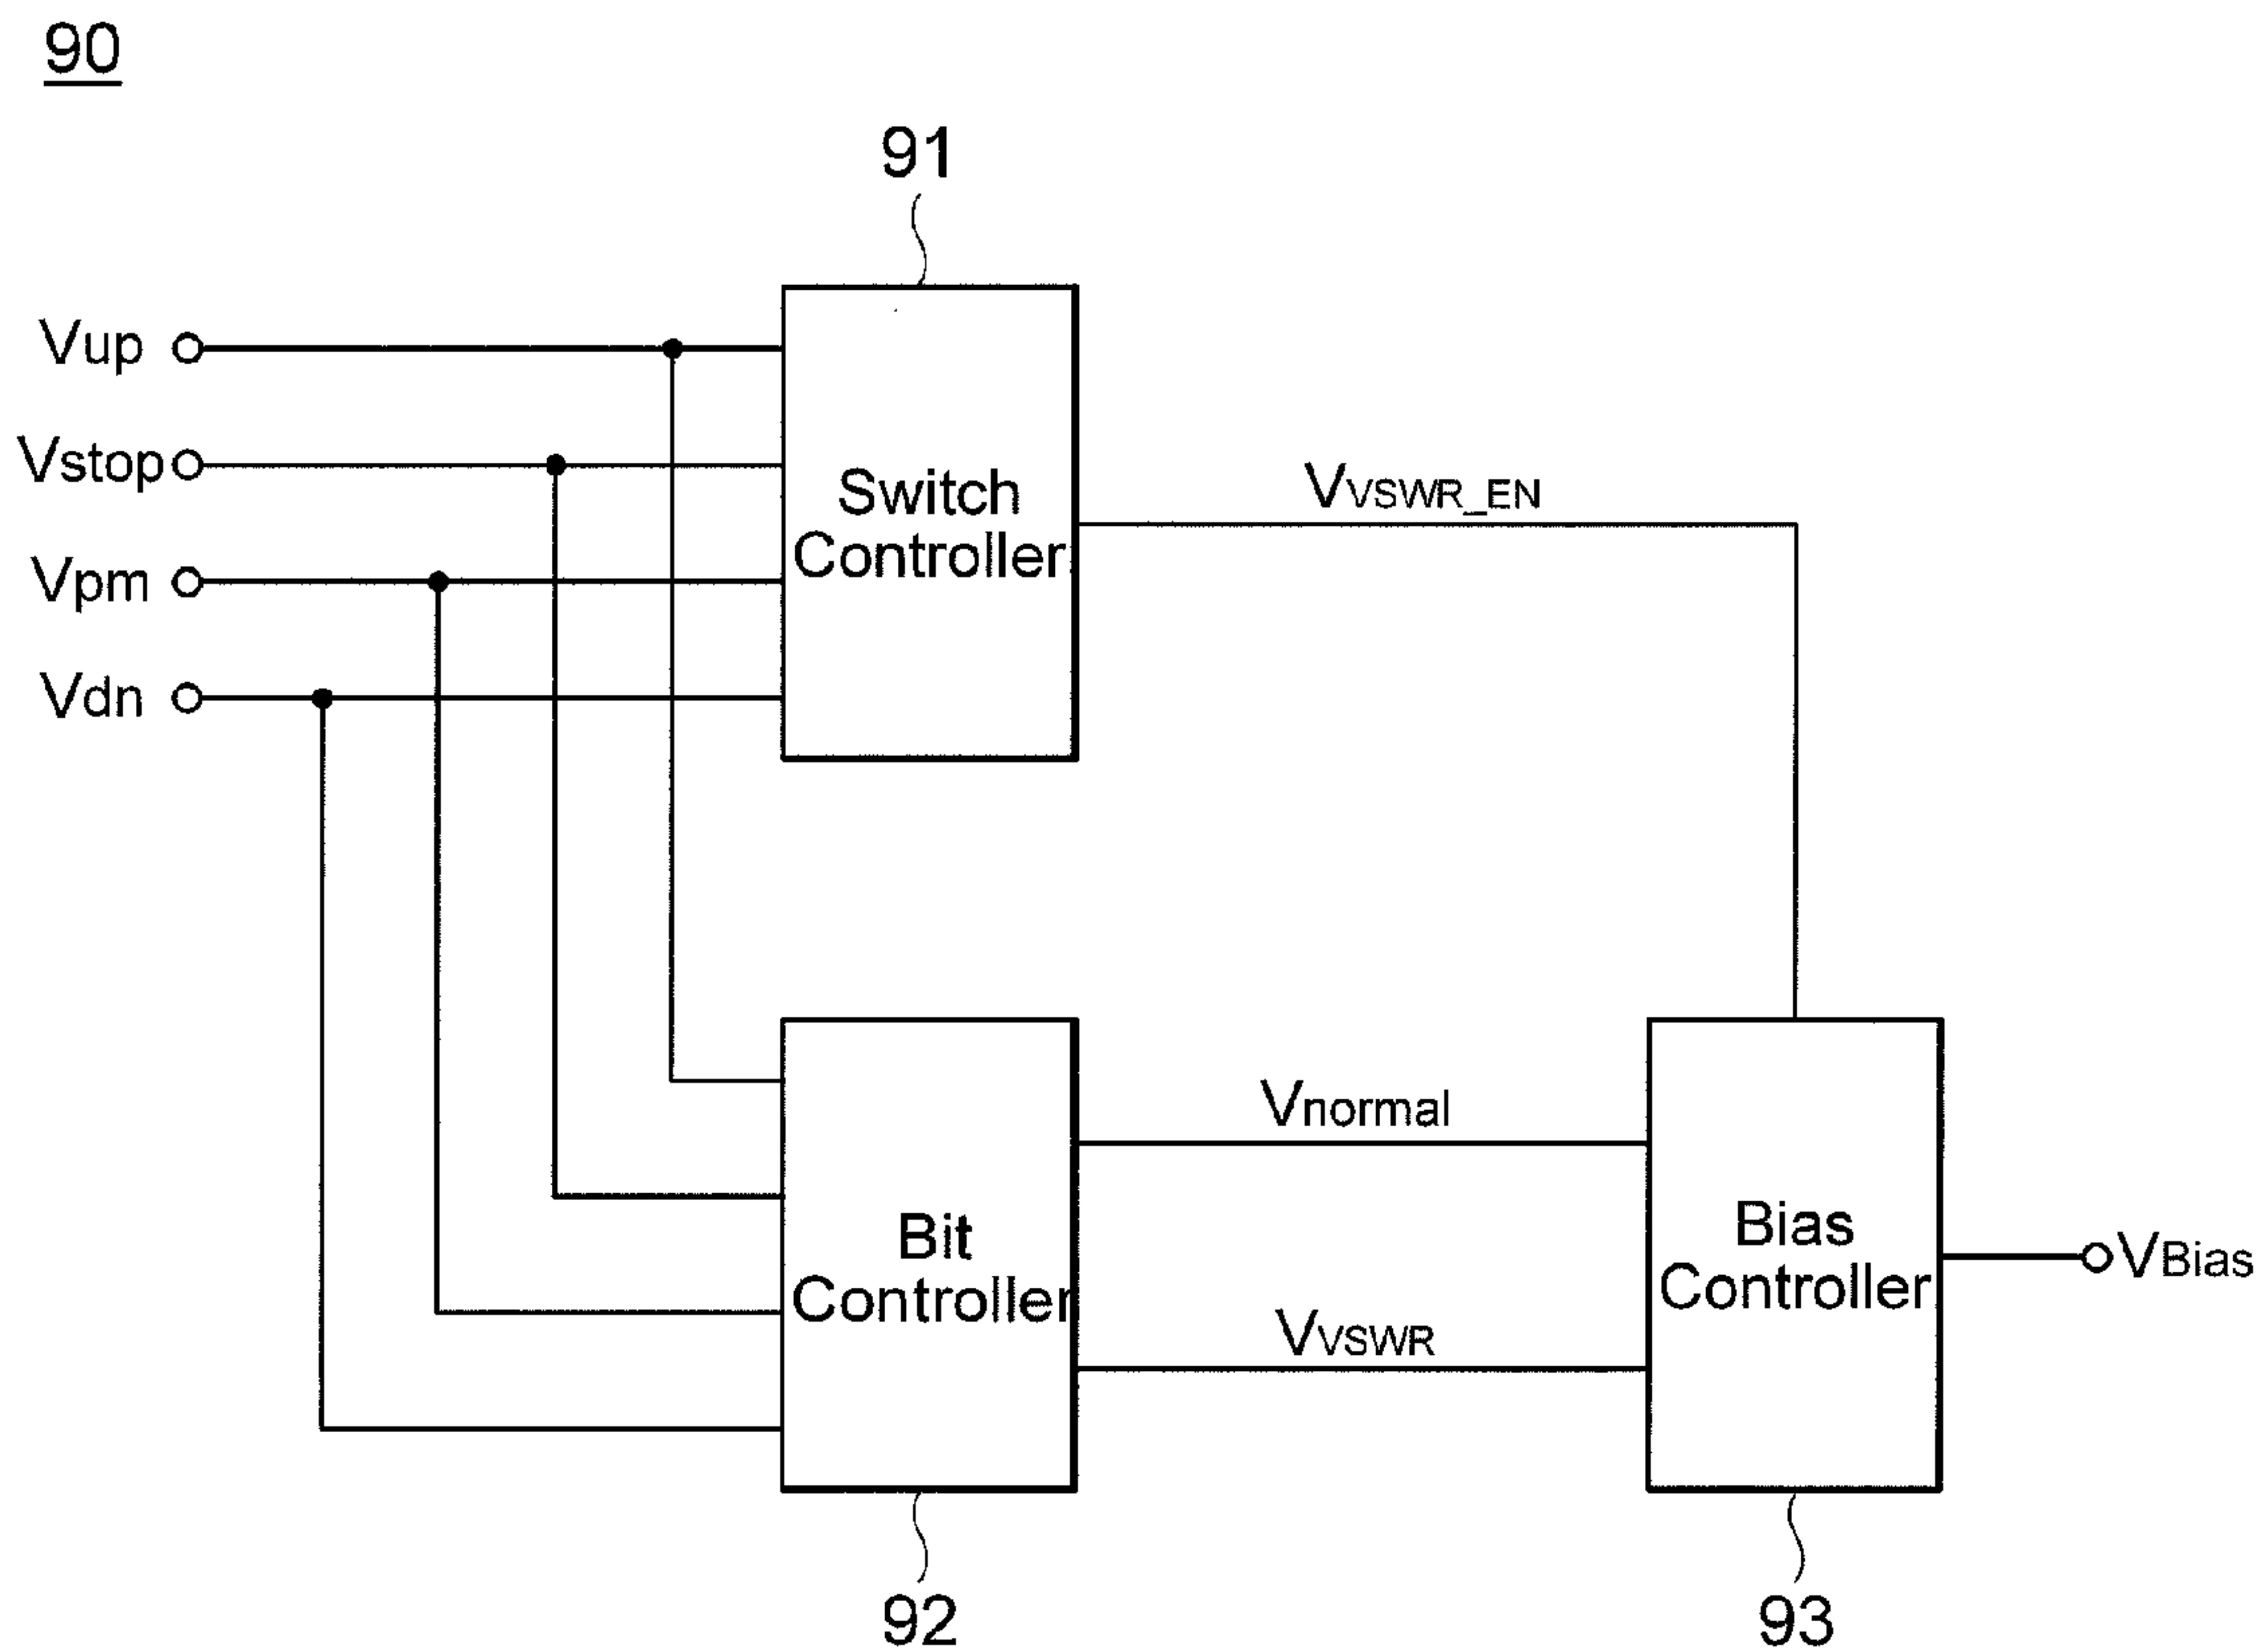 90
91
Vup
Vstop
Vpm
Vdn
Switch
Controller
VVSWR_EN
Vnormal
Bit
Controller
VVSWR
Bias
Controller
VBias
92
93